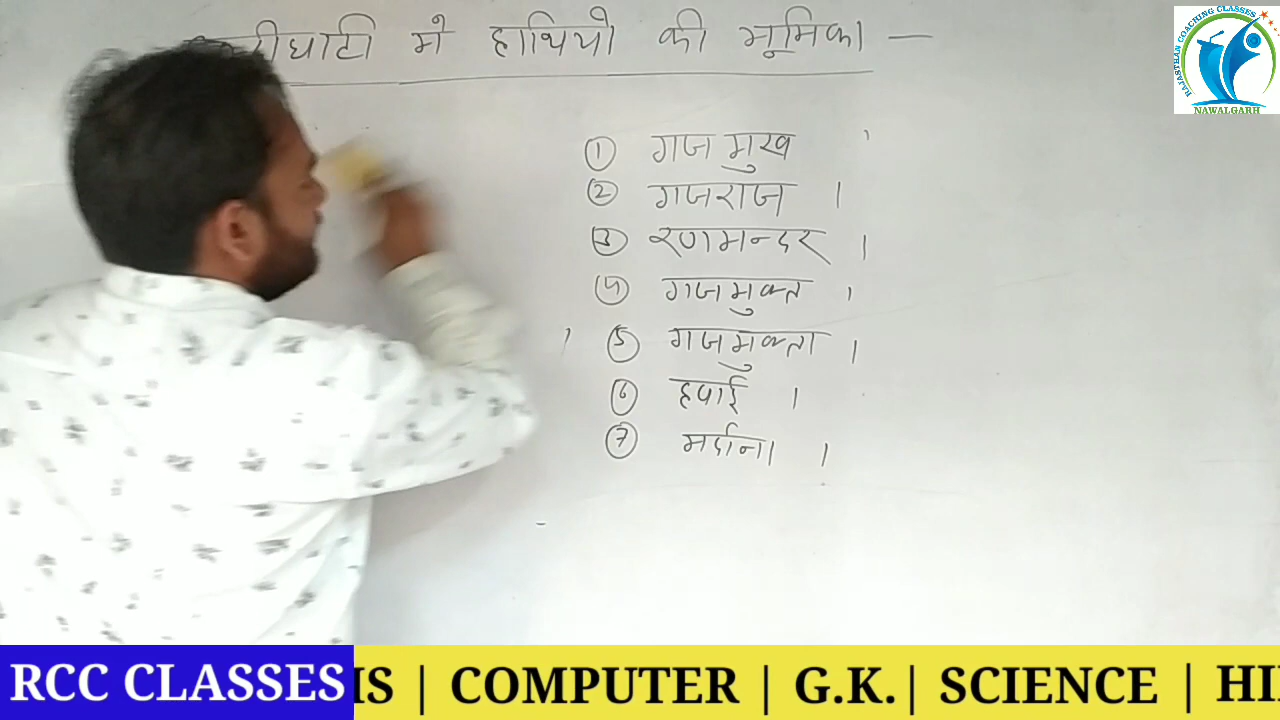 में हाथियो की भूमिका —
① गजमुख
② गजराज ।
③ रणमन्दर ।
④ गजमुक्त ।
⑤ गजमुक्ता ।
⑥ हवाई ।
⑦ मर्दाना ।
RAJASTHAN COACHING CLASSES
NAWALGARH
RCC CLASSES
IS | COMPUTER | G.K. | SCIENCE | HI